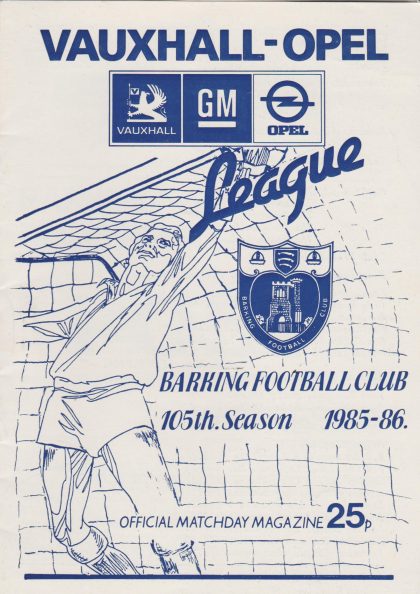 VAUXHALL-OPEL
VAUXHALL
GM
OPEL
League
BARKING FOOTBALL CLUB
BARKING FOOTBALL CLUB
105th. Season 1985-86.
OFFICIAL MATCHDAY MAGAZINE 25p